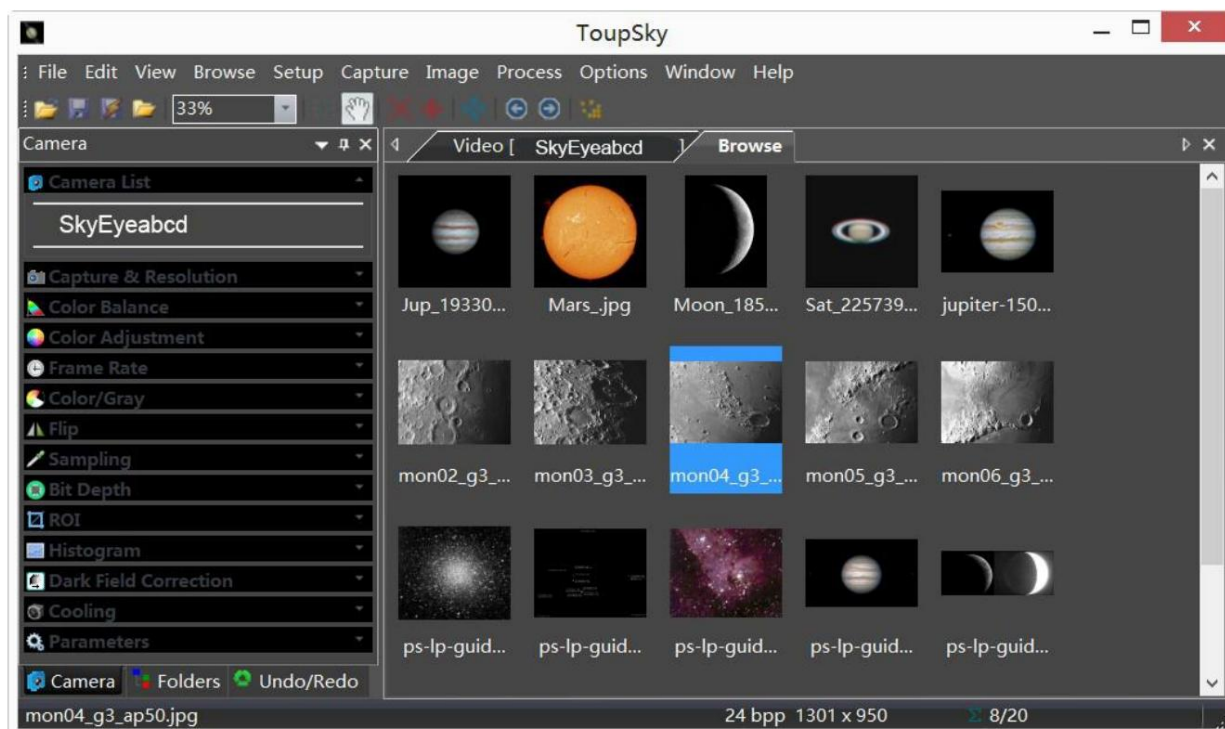 ToupSky
File Edit View Browse Setup Capture Image Process Options Window Help
33%
Camera
Video [ SkyEyeabcd ] Browse
Camera List
SkyEyeabcd
Capture & Resolution
Color Balance
Color Adjustment
Frame Rate
Color/Gray
Flip
Sampling
Bit Depth
ROI
Histogram
Dark Field Correction
Cooling
Parameters
Camera Folders Undo/Redo
Jup_19330... Mars_.jpg Moon_185... Sat_225739... jupiter-150...
mon02_g3_... mon03_g3_... mon04_g3_... mon05_g3_... mon06_g3_...
ps-lp-guid... ps-lp-guid... ps-lp-guid... ps-lp-guid... ps-lp-guid...
mon04_g3_ap50.jpg 24 bpp 1301 x 950 Σ 8/20